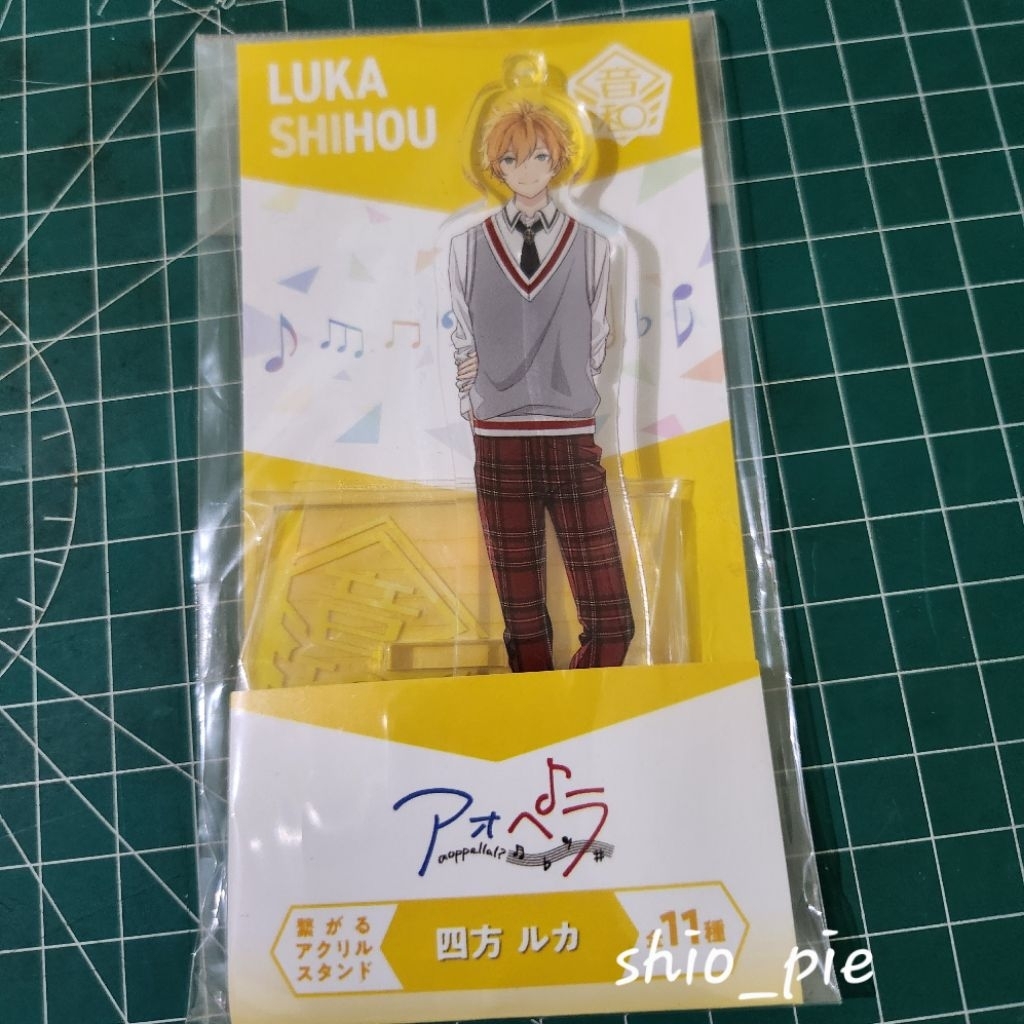 LUKA
SHIHOU
音
アオペラ
aoppella!?
繋がる
アクリル
スタンド
四方 ルカ
11種
shio_pie